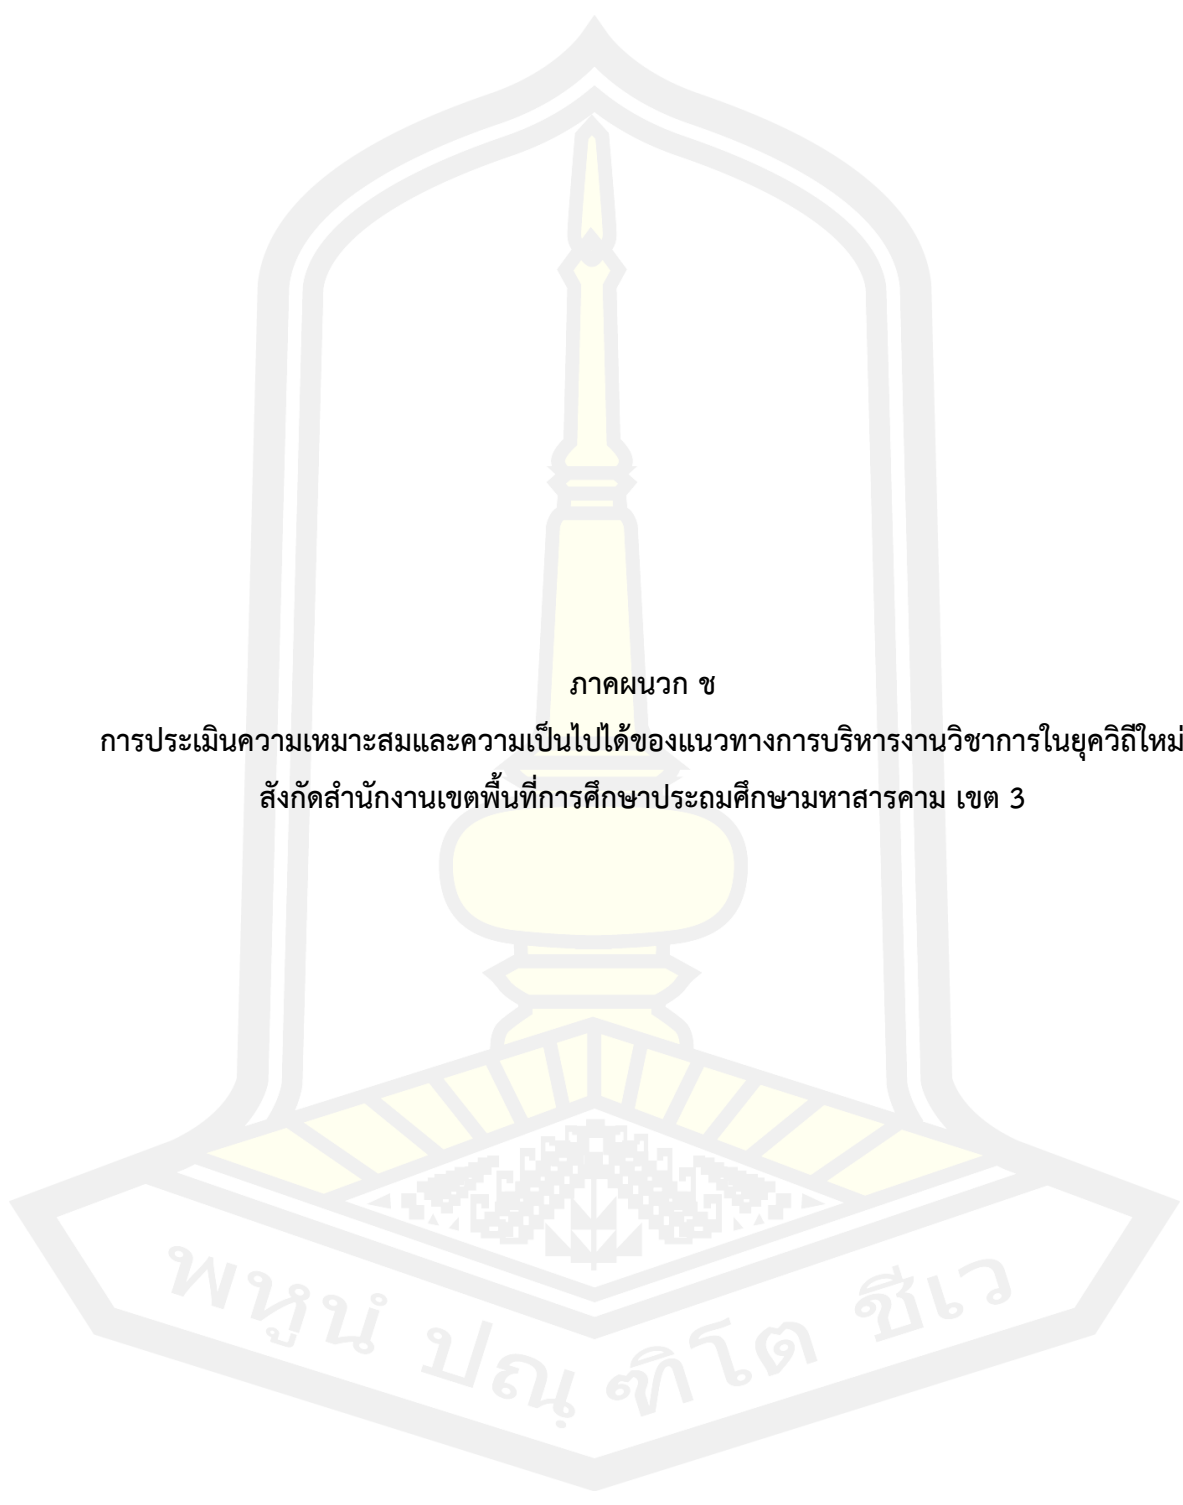 ภาคผนวก ช
การประเมินความเหมาะสมและความเป็นไปได้ของแนวทางการบริหารงานวิชาการในยุควิถีใหม่
สังกัดสำนักงานเขตพื้นที่การศึกษาประถมศึกษามหาสารคาม เขต 3
พหูนํ ปณฺฑิโต ชีเว